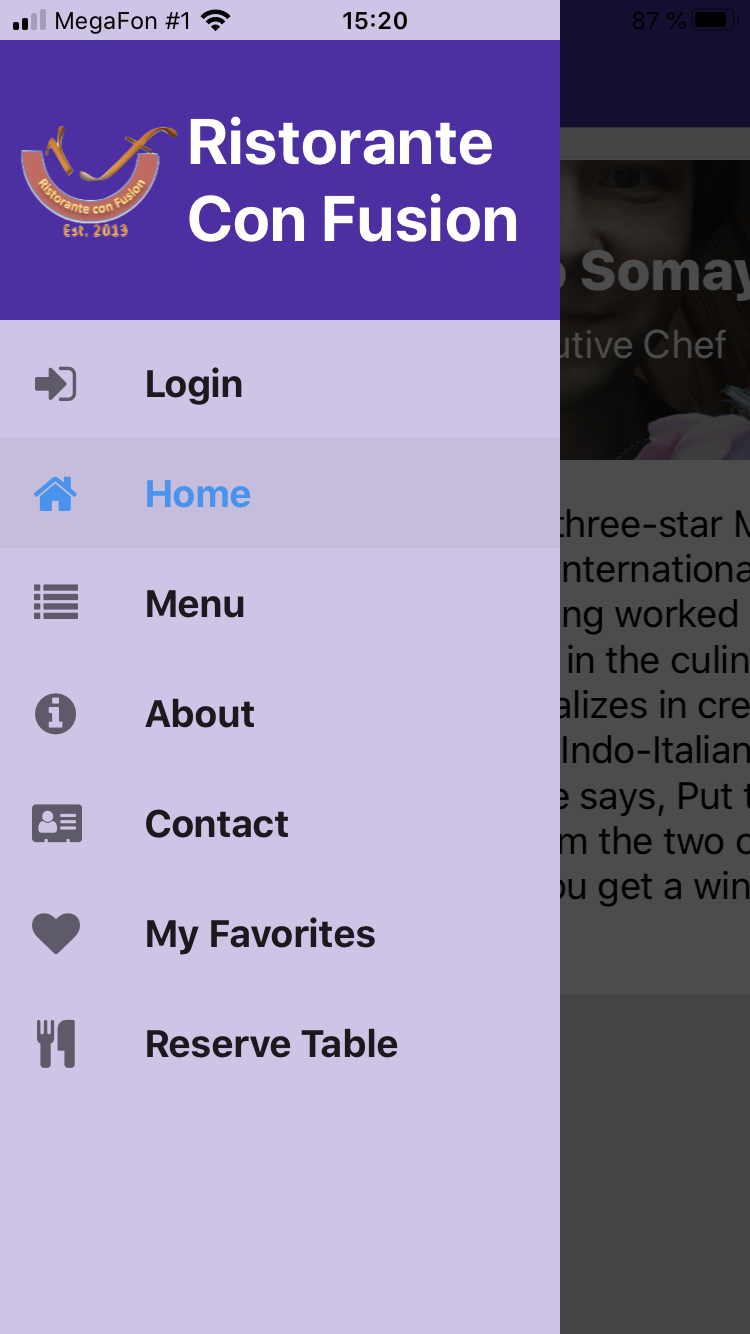 MegaFon #1
15:20
87 %
Ristorante
Con Fusion
Ristorante con Fusion
Est. 2013
Login
Home
Menu
About
Contact
My Favorites
Reserve Table
Somay
utive Chef
three-star M
nternationa
ng worked
in the culin
alizes in cre
Indo-Italian
e says, Put t
m the two c
ou get a win